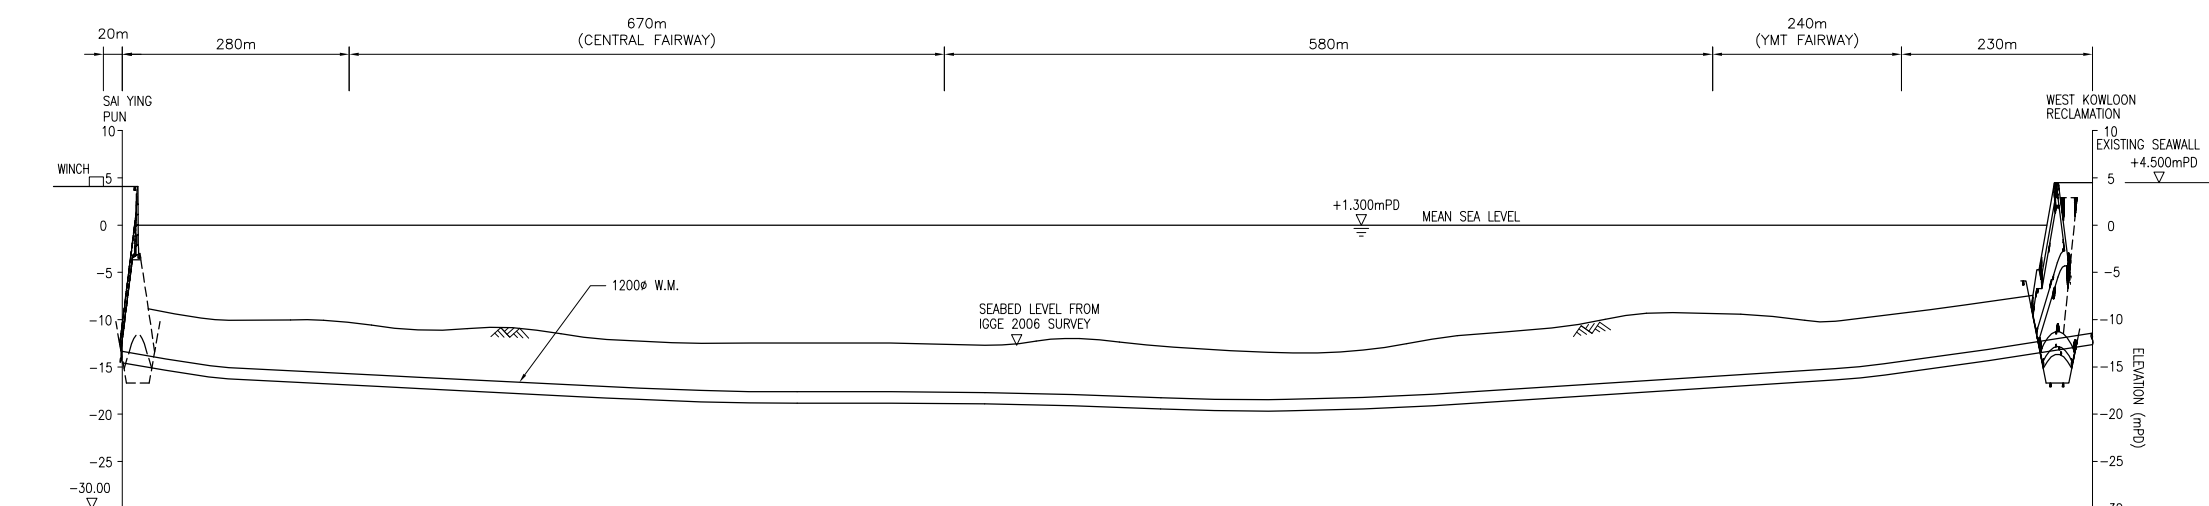 670m
(CENTRAL FAIRWAY)
240m
(YMT FAIRWAY)
20m
280m
580m
230m
SAI YING
PUN
WEST KOWLOON
RECLAMATION
10
10
EXISTING SEAWALL
+4.500mPD
WINCH
5
5
+1.300mPD
MEAN SEA LEVEL
0
0
-5
-5
1200ø W.M.
SEABED LEVEL FROM
IGGE 2006 SURVEY
-10
-10
-15
-15
ELEVATION (mPD)
-20
-20
-25
-25
-30.00